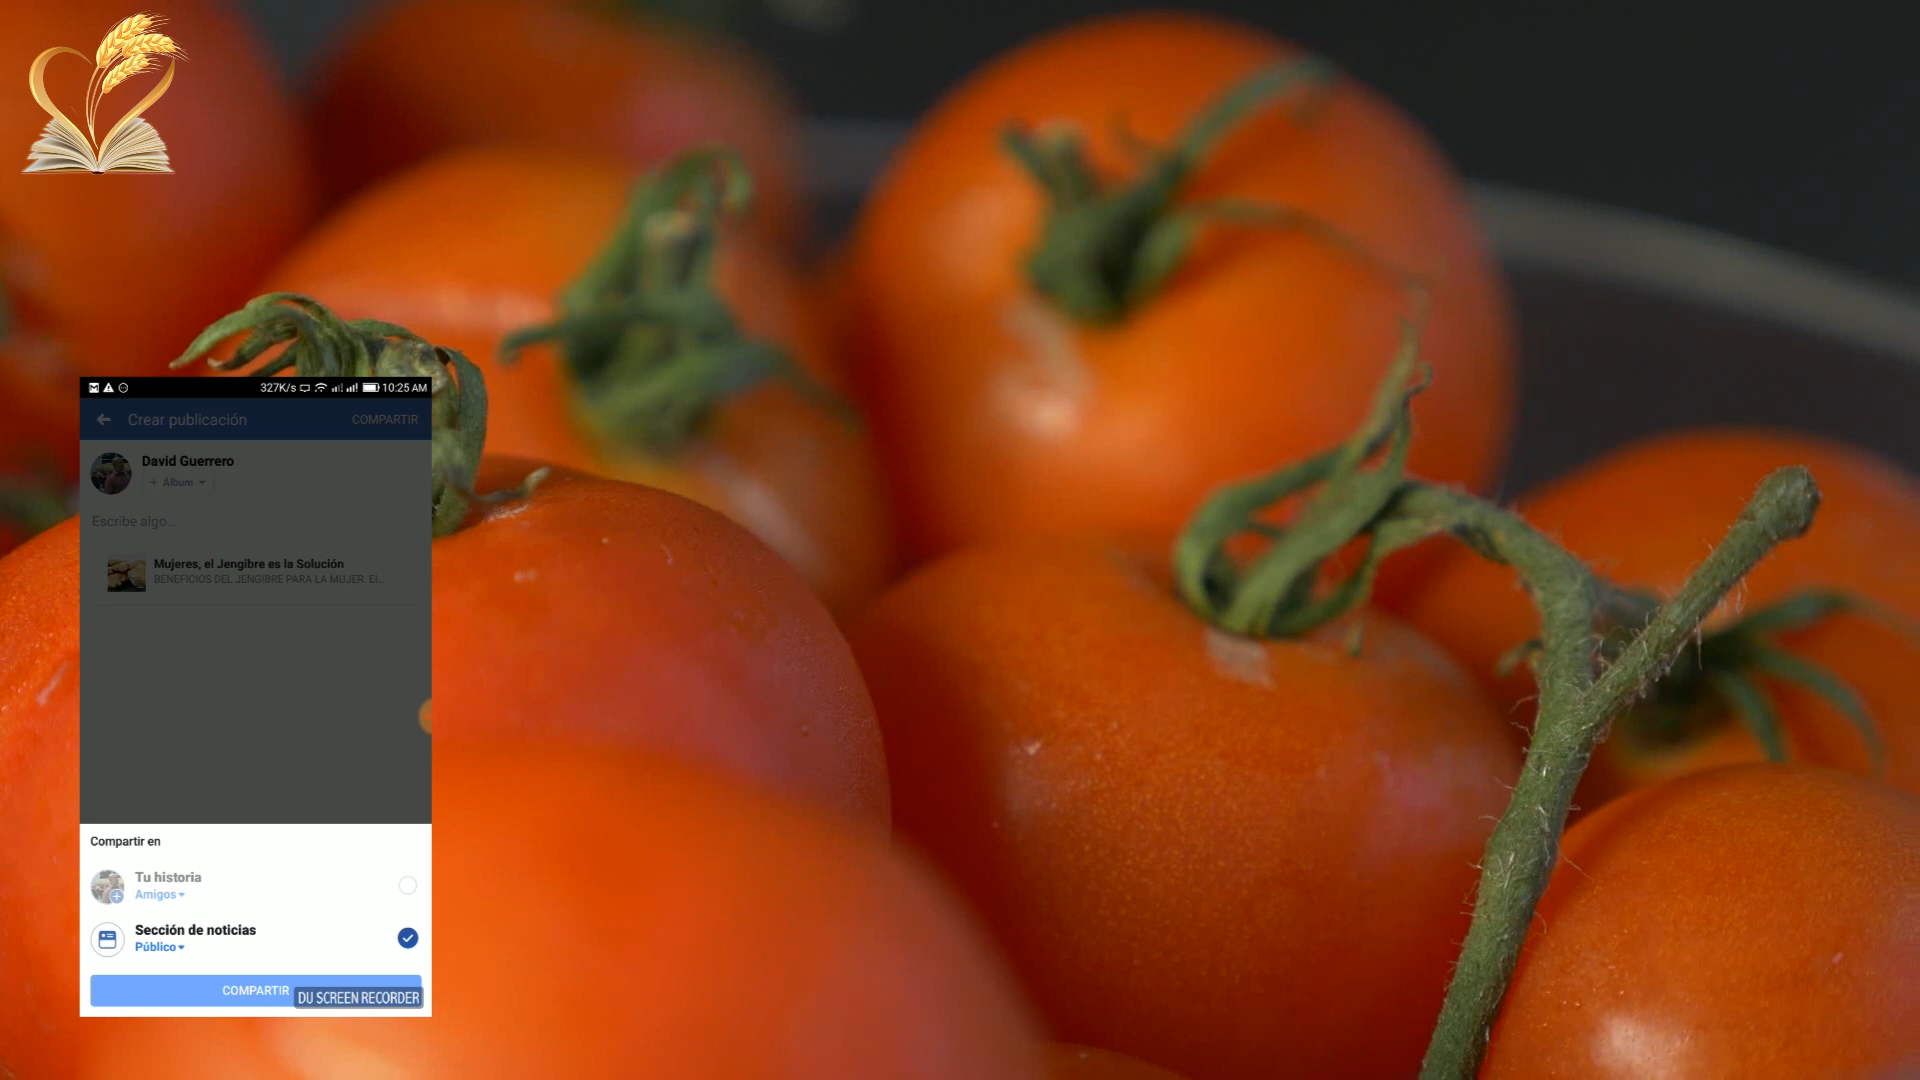 327K/s 10:25 AM
Crear publicación COMPARTIR
David Guerrero
+ Álbum
Escribe algo...
Mujeres, el Jengibre es la Solución
BENEFICIOS DEL JENGIBRE PARA LA MUJER. El...
Compartir en
Tu historia
Amigos
Sección de noticias
Público
COMPARTIR
DU SCREEN RECORDER